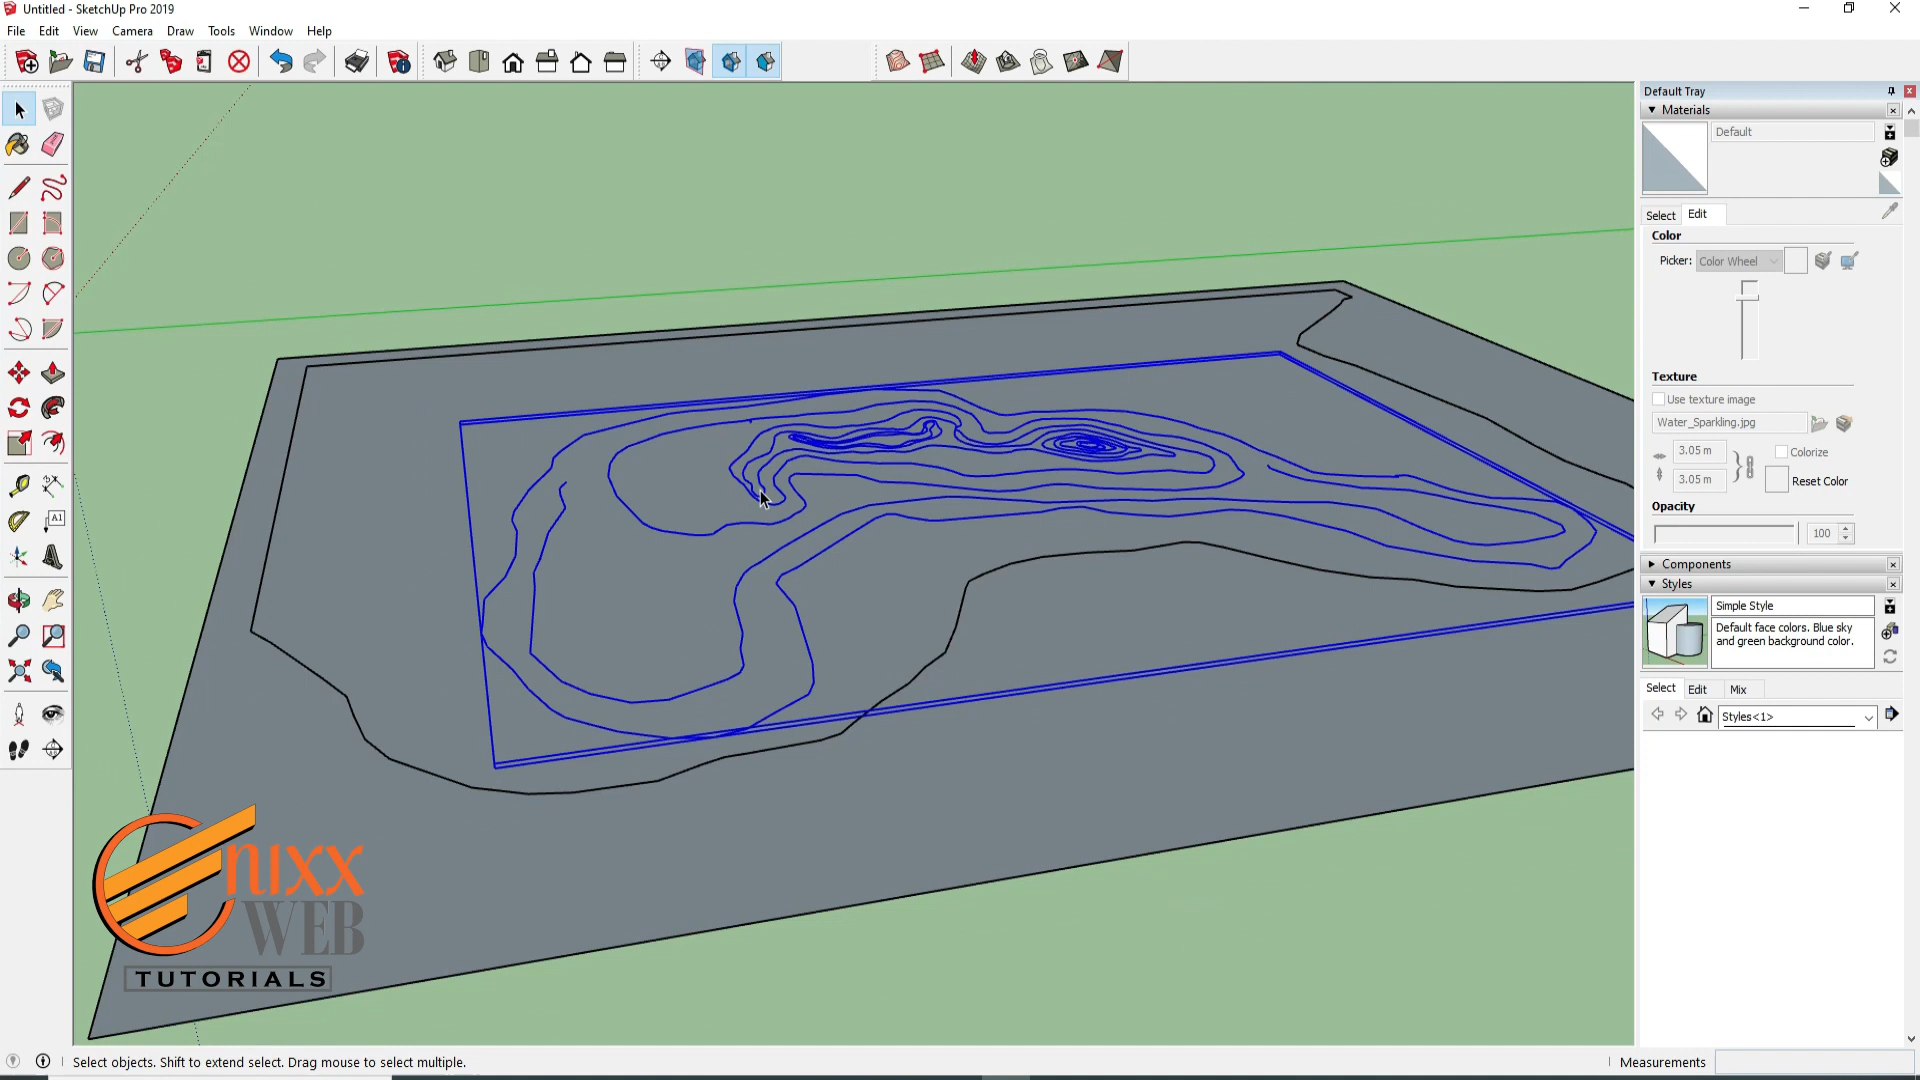 Untitled - SketchUp Pro 2019
File Edit View Camera Draw Tools Window Help
Default Tray
Materials
Default
Select Edit
Color
Picker: Color Wheel
Texture
Use texture image
Water_Sparkling.jpg
3.05 m
Colorize
3.05 m
Reset Color
Opacity
100
Components
Styles
Simple Style
Default face colors. Blue sky
and green background color.
Select Edit Mix
Styles<1>
A1
NIXX
WEB
TUTORIALS
Select objects. Shift to extend select. Drag mouse to select multiple.
Measurements